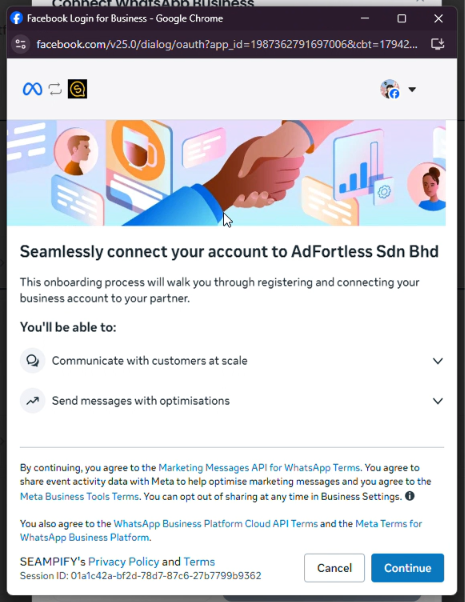 Connect WhatsApp Business
Facebook Login for Business - Google Chrome
facebook.com/v25.0/dialog/oauth?app_id=1987362791697006&cbt=17942...
Seamlessly connect your account to AdFortless Sdn Bhd
This onboarding process will walk you through registering and connecting your
business account to your partner.
You'll be able to:
Communicate with customers at scale
Send messages with optimisations
By continuing, you agree to the Marketing Messages API for WhatsApp Terms. You agree to
share event activity data with Meta to help optimise marketing messages and you agree to the
Meta Business Tools Terms. You can opt out of sharing at any time in Business Settings.
You also agree to the WhatsApp Business Platform Cloud API Terms and the Meta Terms for
WhatsApp Business Platform.
SEAMPIFY's Privacy Policy and Terms
Session ID: 01a1c42a-bf2d-78d7-87c6-27b7799b9362
Cancel
Continue